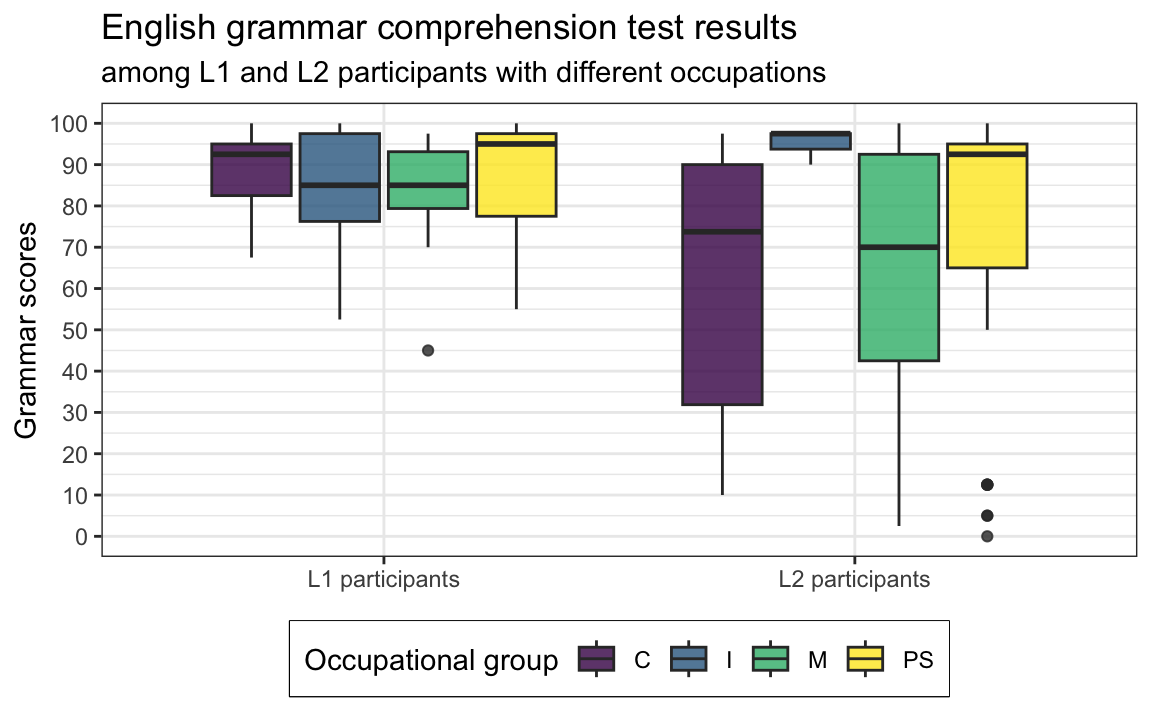 English grammar comprehension test results
among L1 and L2 participants with different occupations
Grammar scores
100
90
80
70
60
50
40
30
20
10
0
L1 participants L2 participants
Occupational group C I M PS